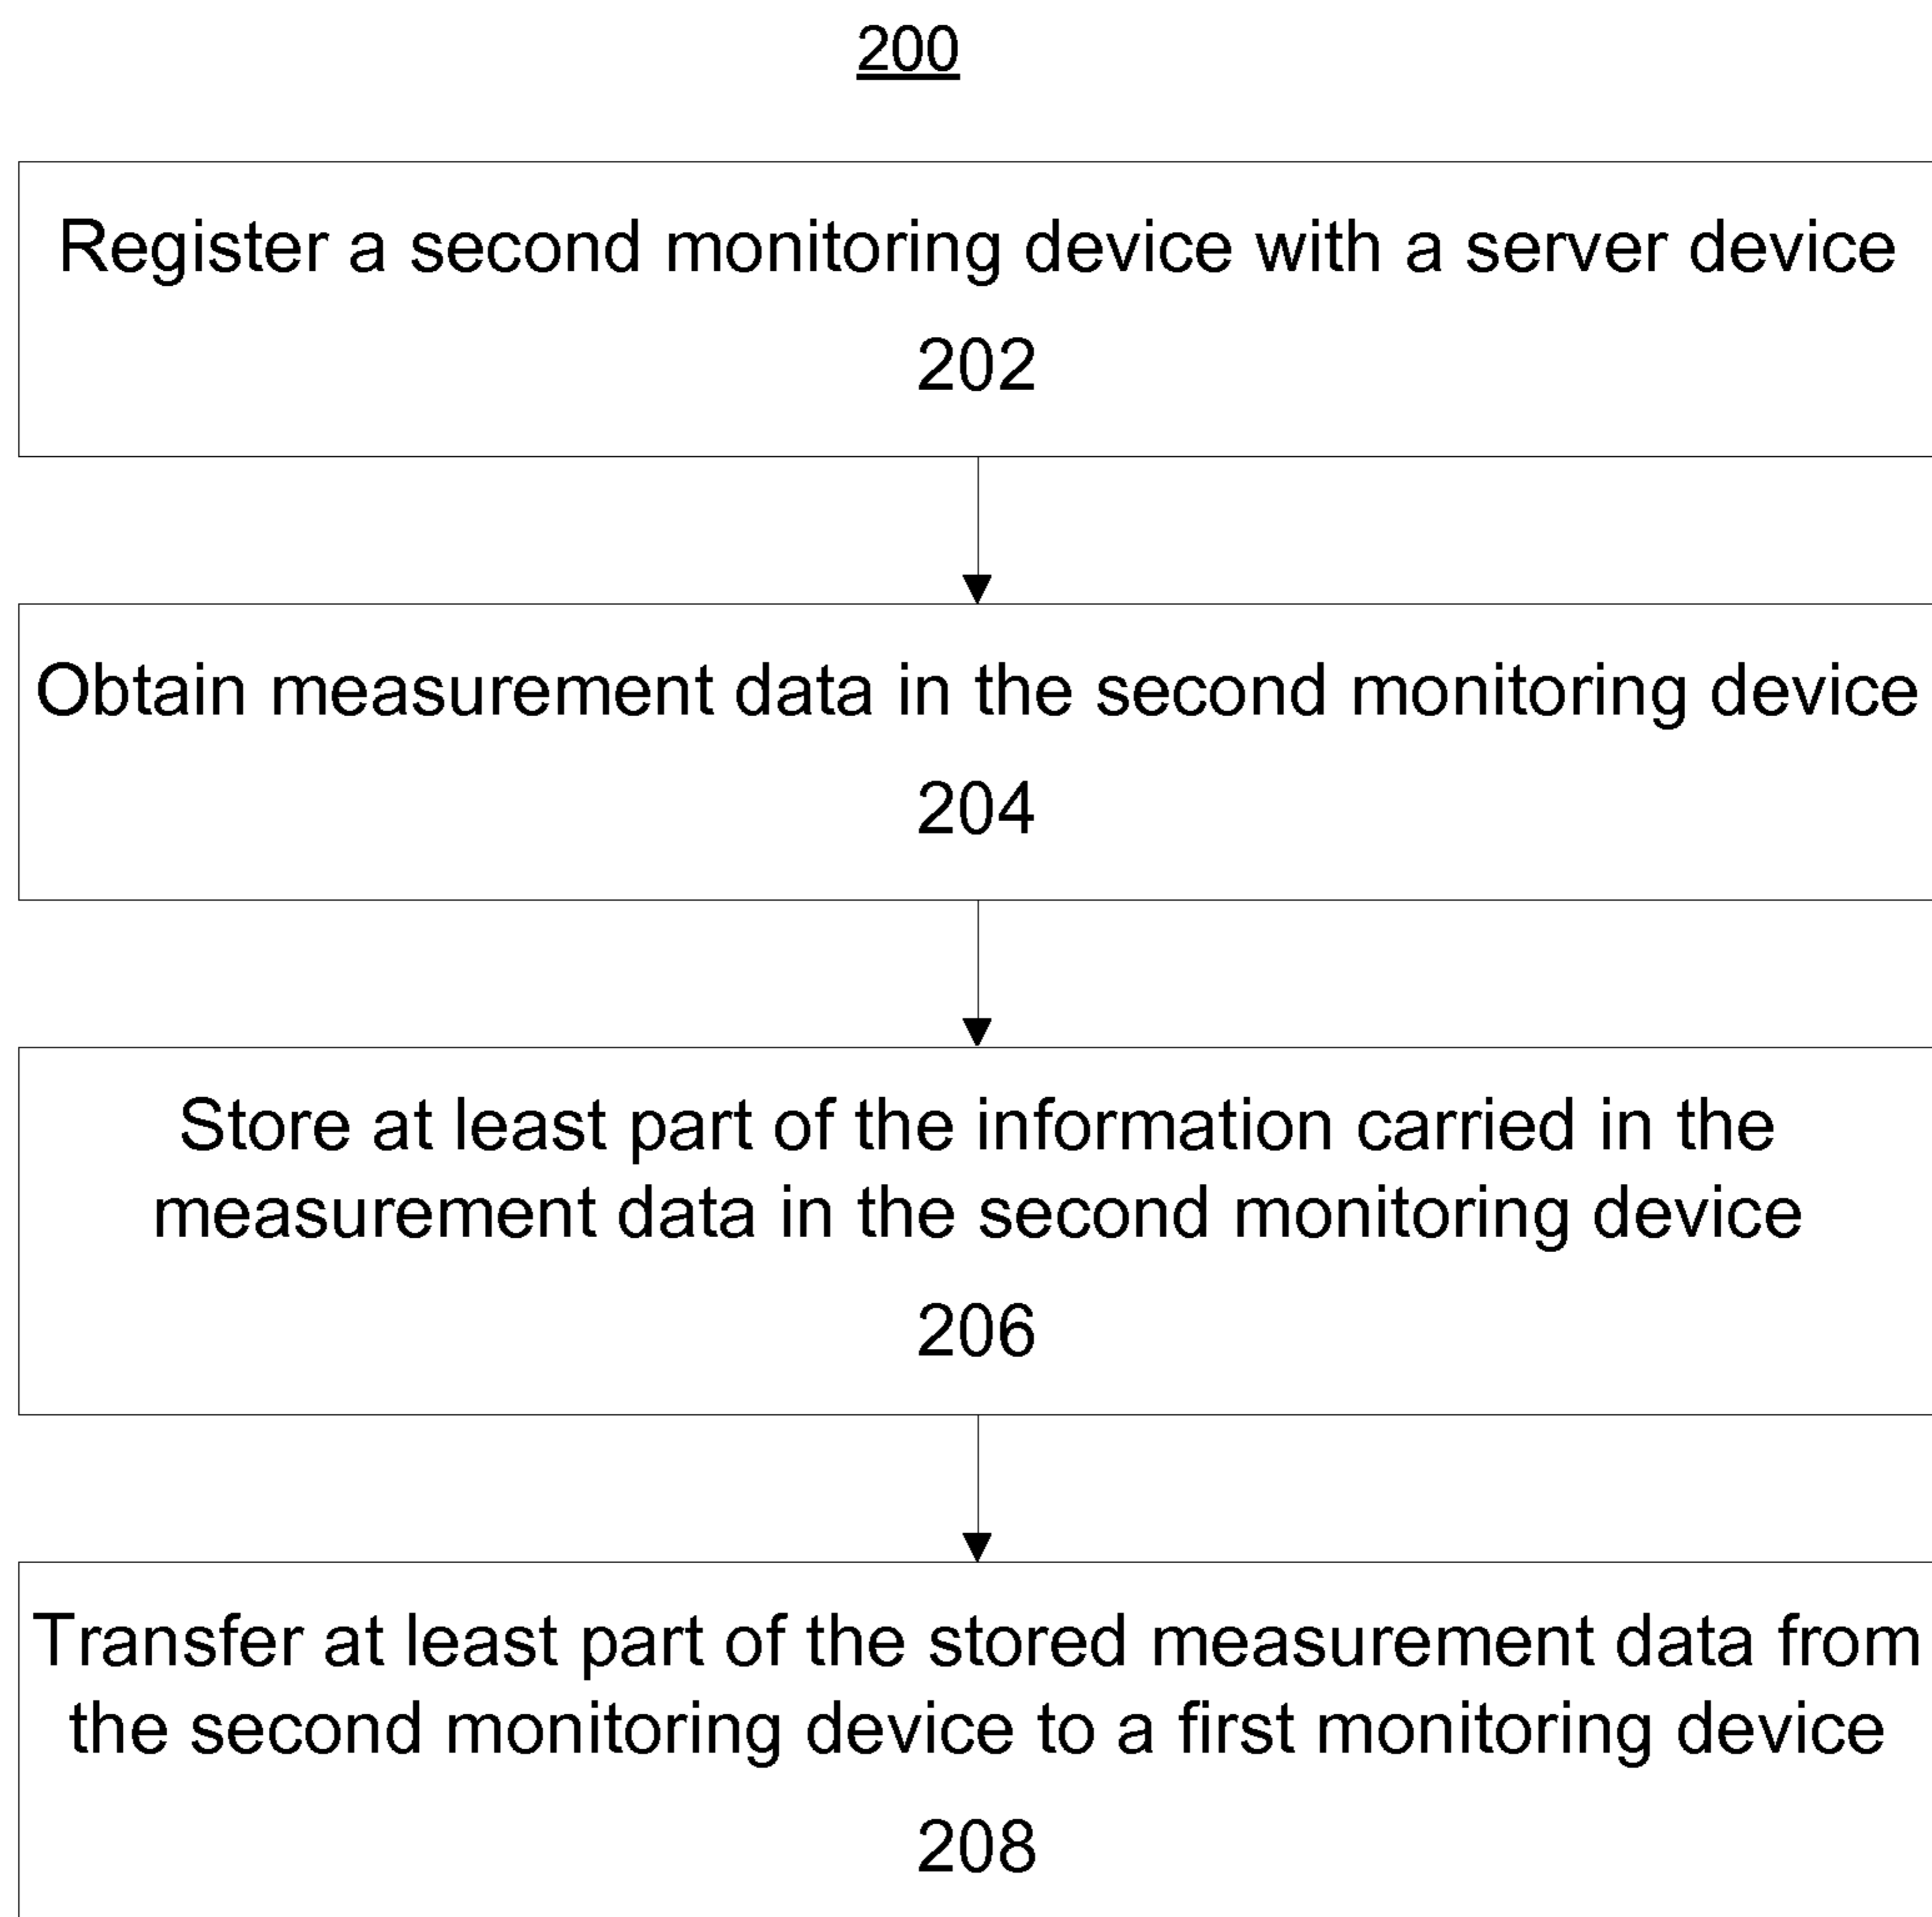 200
Register a second monitoring device with a server device
202
Obtain measurement data in the second monitoring device
204
Store at least part of the information carried in the
measurement data in the second monitoring device
206
Transfer at least part of the stored measurement data from
the second monitoring device to a first monitoring device
208